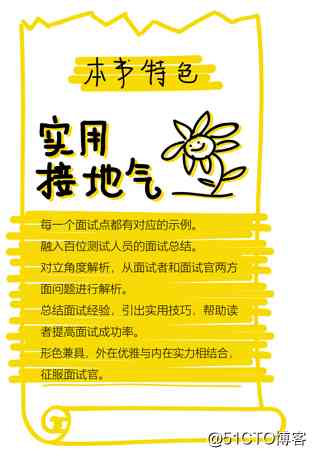 本书特色
实用
接地气
每一个面试点都有对应的示例。
融入百位测试人员的面试总结。
对立角度解析，从面试者和面试官两方
面问题进行解析。
总结面试经验，引出实用技巧，帮助读
者提高面试成功率。
形色兼具，外在优雅与内在实力相结合，
征服面试官。
@51CTO博客